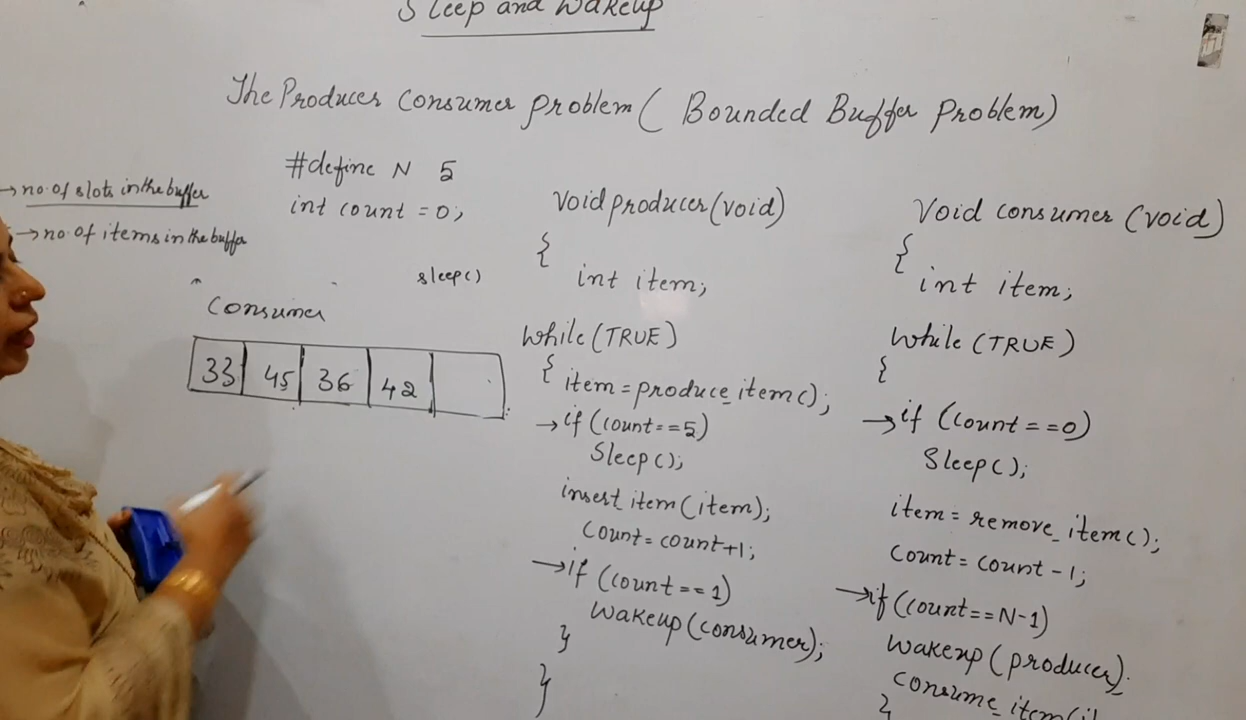 Sleep and Wakeup
The Producer Consumer Problem ( Bounded Buffer Problem)
#define N 5
→ no. of slots in the buffer
int count = 0;
→ no. of items in the buffer
sleep()
Consumer
33 45 36 42
Void producer(void)
{
int item;
While (TRUE)
{ item = produce_item();
→ if (count == 5)
Sleep();
insert_item(item);
Count = count+1;
→ if (count == 1)
Wakeup(consumer);
}
}
Void consumer (void)
{
int item;
While (TRUE)
{
→ if (count == 0)
Sleep();
item = remove_item();
Count = Count - 1;
→ if (count == N-1)
Wakeup (producer);
Consume_item(
}